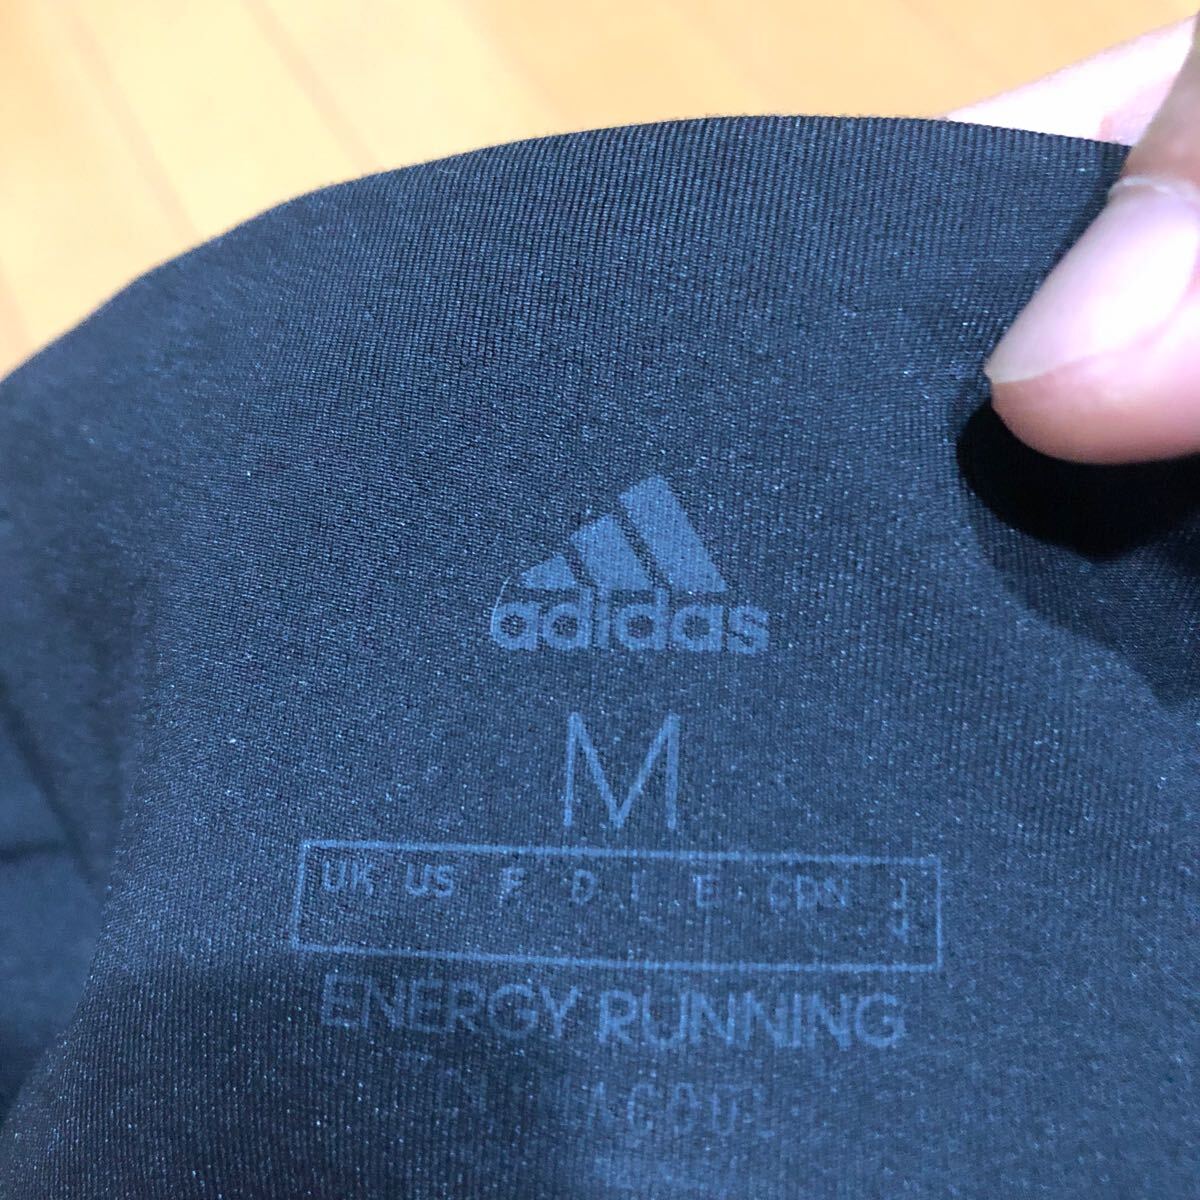 adidas
M
UK US F D I E CDN J
ENERGY RUNNING